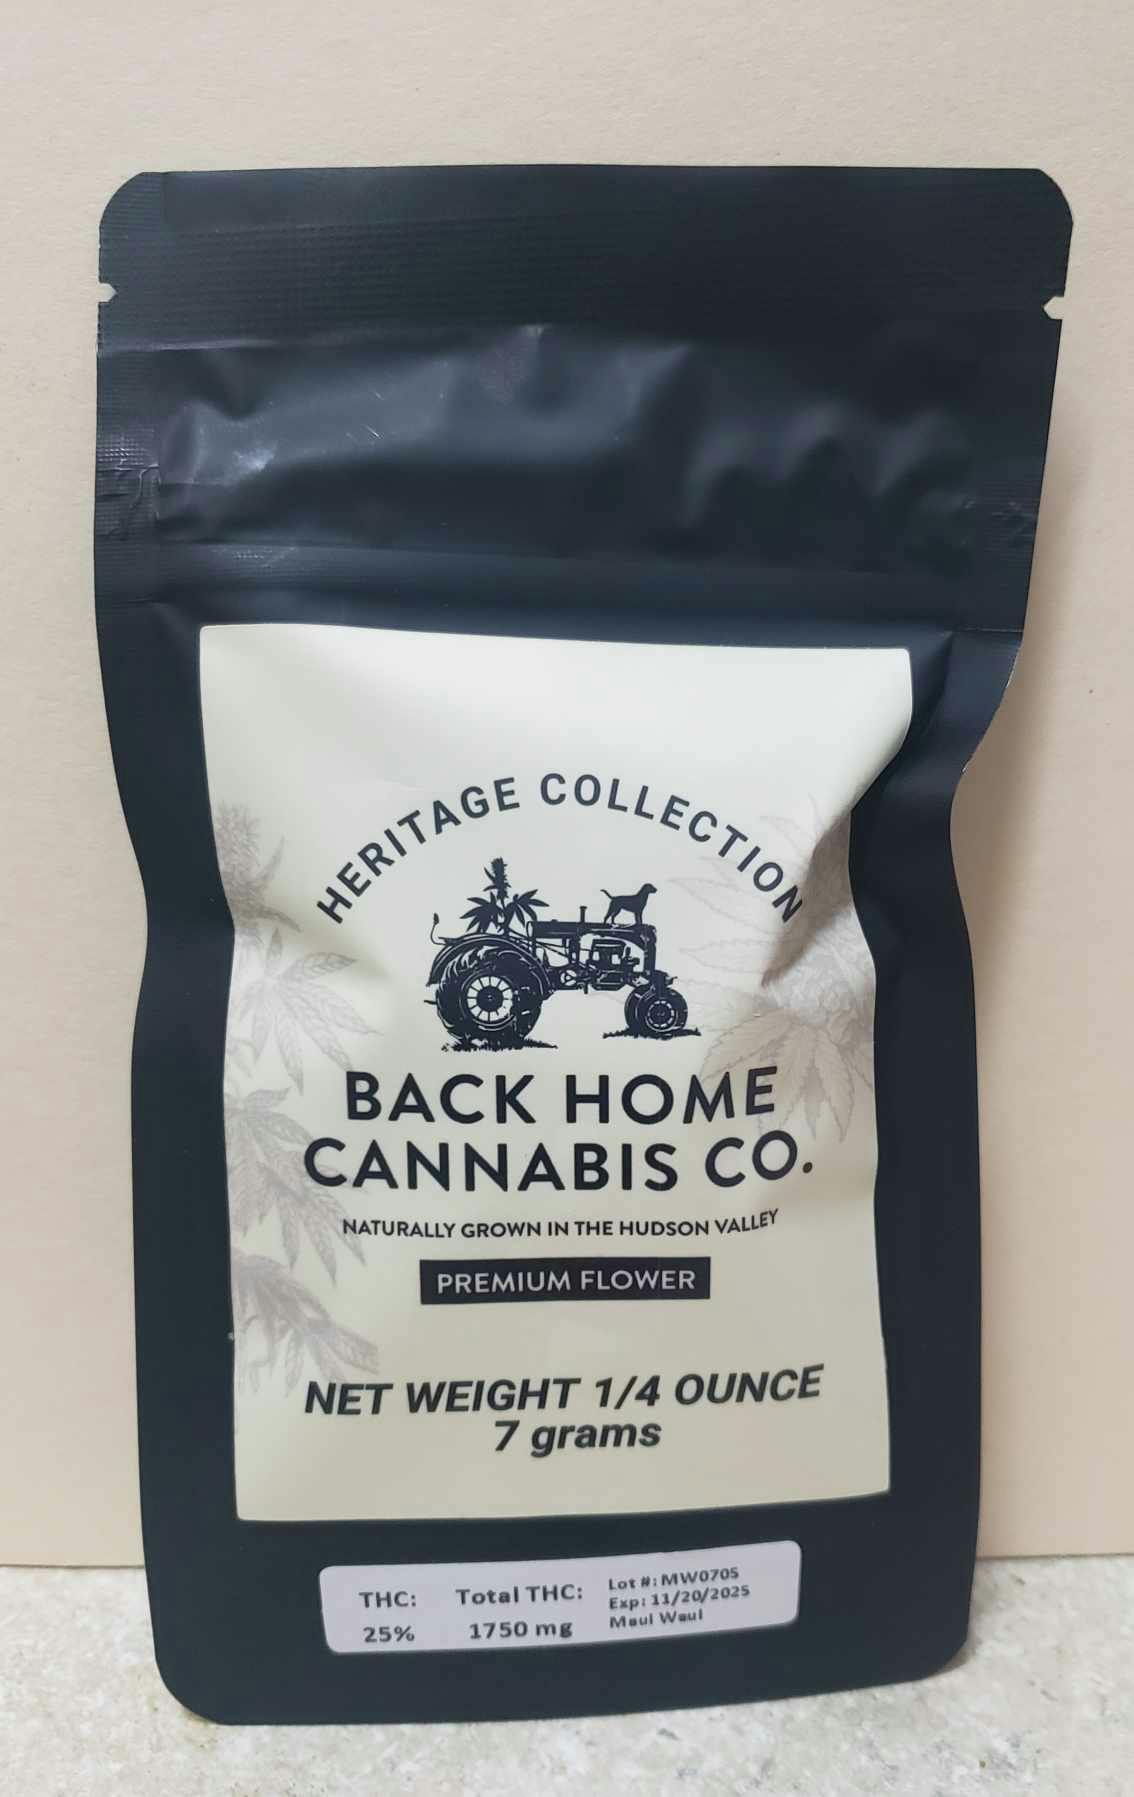 HERITAGE COLLECTION
BACK HOME
CANNABIS CO.
NATURALLY GROWN IN THE HUDSON VALLEY
PREMIUM FLOWER
NET WEIGHT 1/4 OUNCE
7 grams
THC:
25%
Total THC:
1750 mg
Lot #: MW0705
Exp: 11/20/2025
Maui Waui